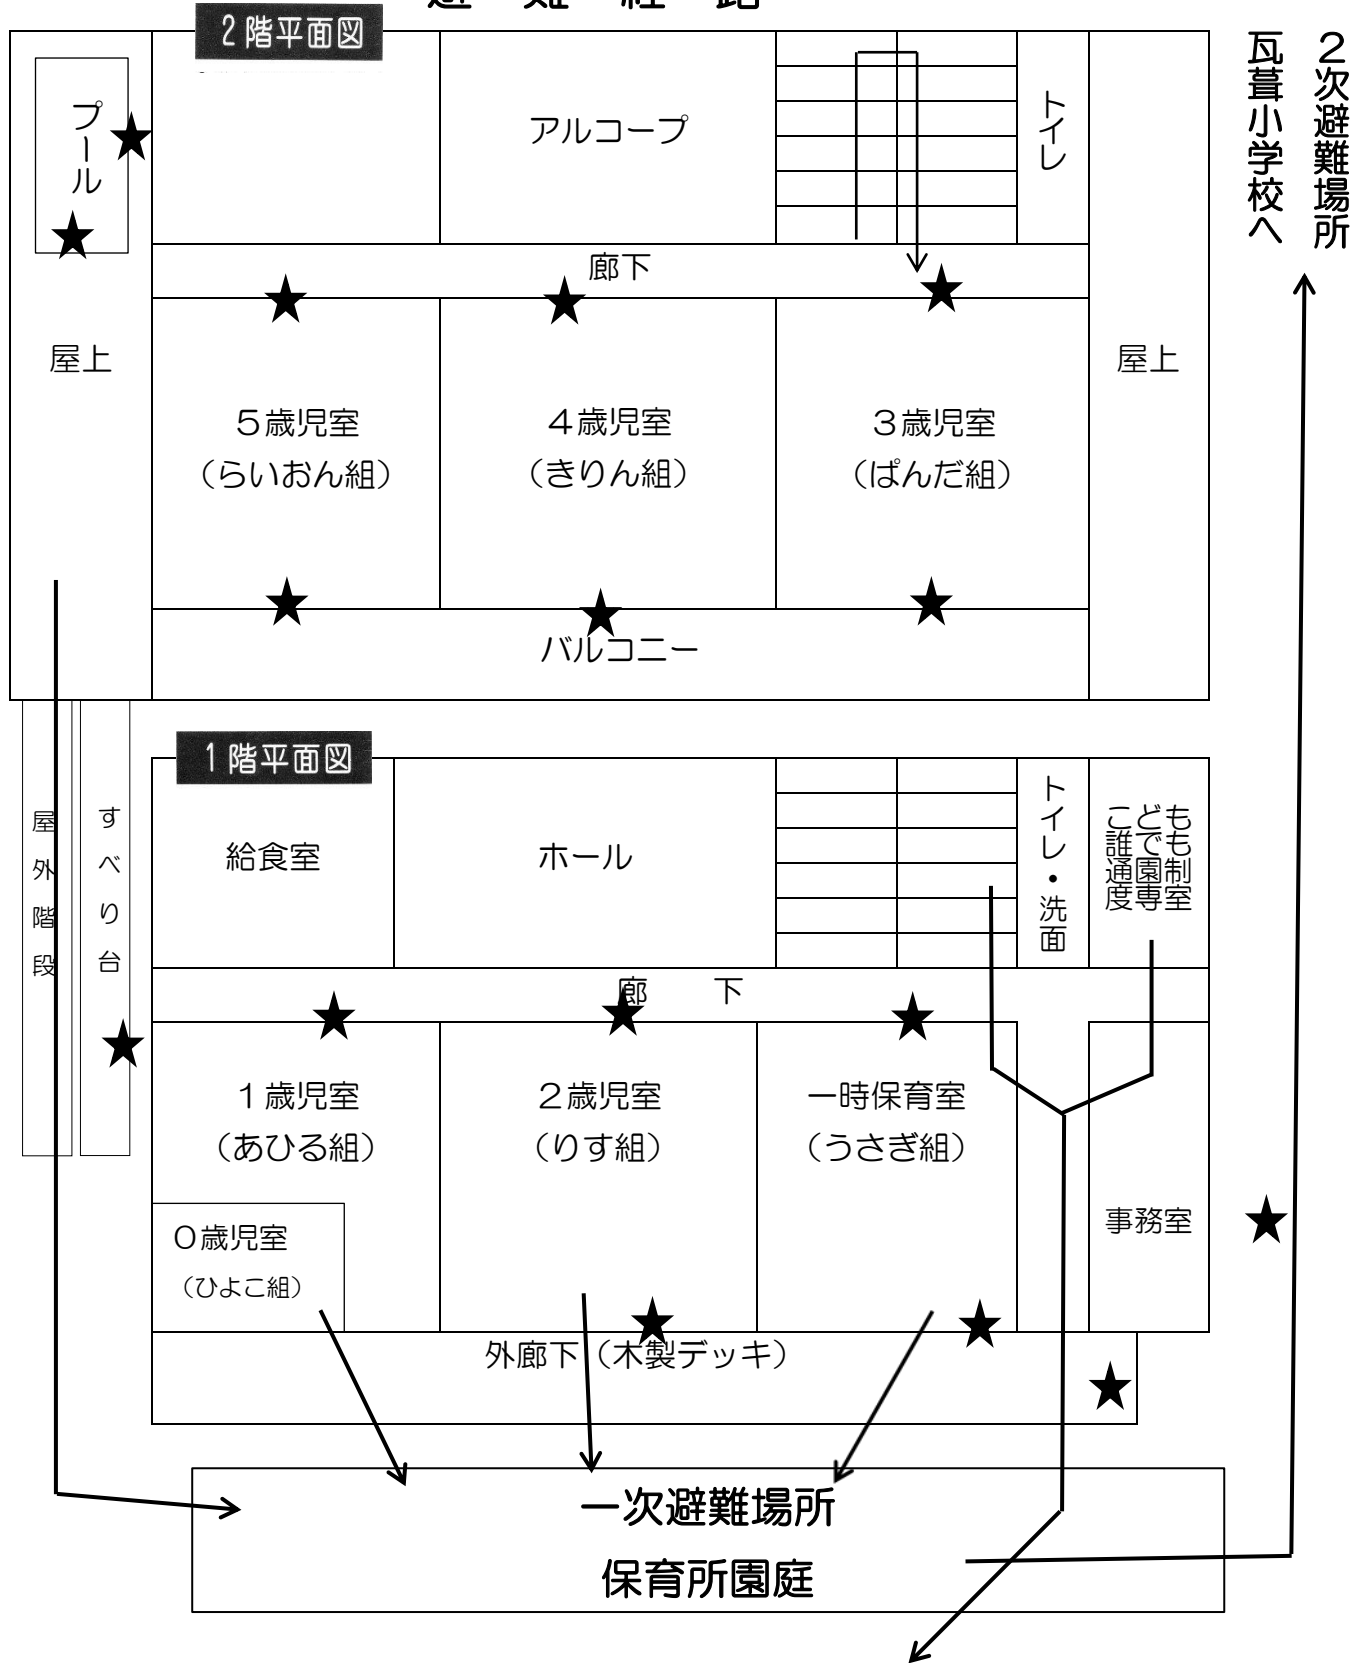 避難経路
2階平面図
プール
アルコープ
トイレ
廊下
屋上
屋上
5歳児室
(らいおん組)
4歳児室
(きりん組)
3歳児室
(ぱんだ組)
バルコニー
2次避難場所
瓦葺小学校へ
1階平面図
屋外階段
すべり台
給食室
ホール
トイレ・洗面
こども
誰でも
通園制
度専室
廊　下
1歳児室
(あひる組)
2歳児室
(りす組)
一時保育室
(うさぎ組)
0歳児室
(ひよこ組)
事務室
外廊下(木製デッキ)
一次避難場所
保育所園庭